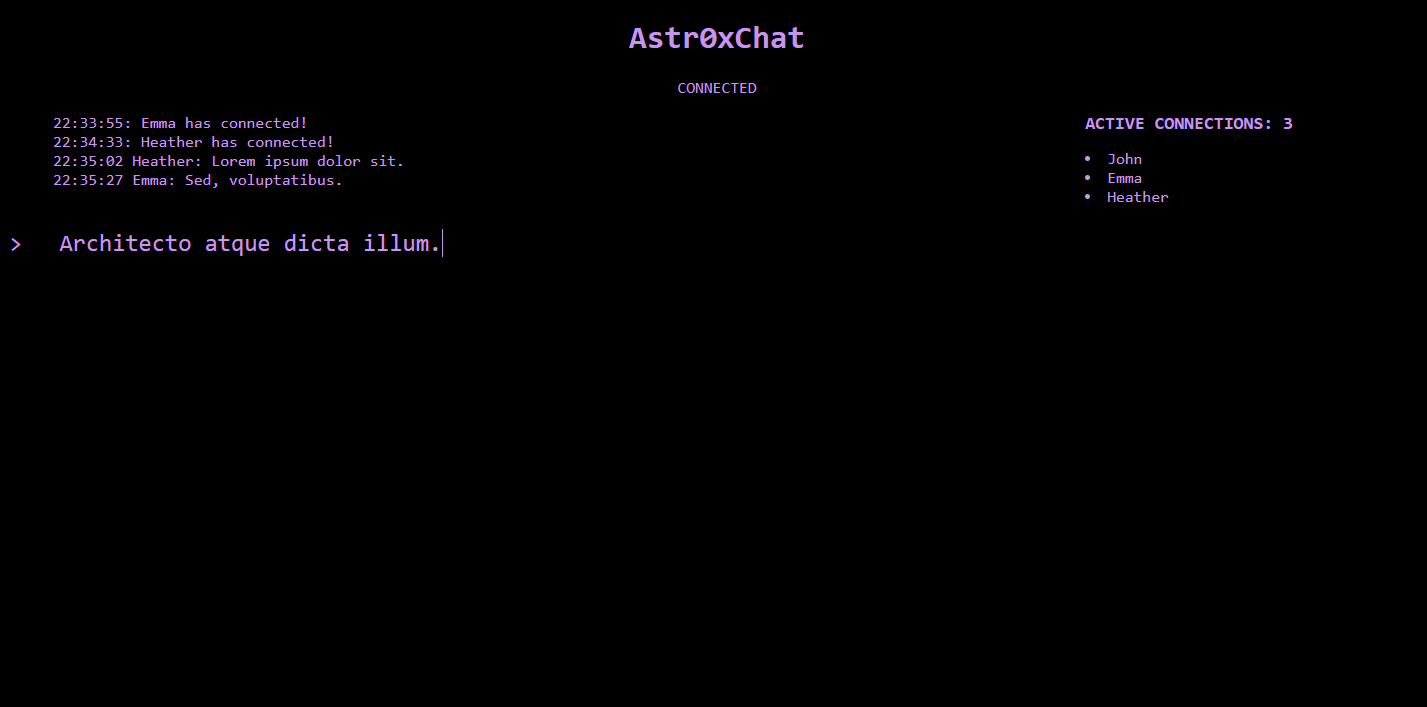 Astr0xChat
CONNECTED
22:33:55: Emma has connected!
22:34:33: Heather has connected!
22:35:02 Heather: Lorem ipsum dolor sit.
22:35:27 Emma: Sed, voluptatibus.
ACTIVE CONNECTIONS: 3
• John
• Emma
• Heather
> Architecto atque dicta illum.